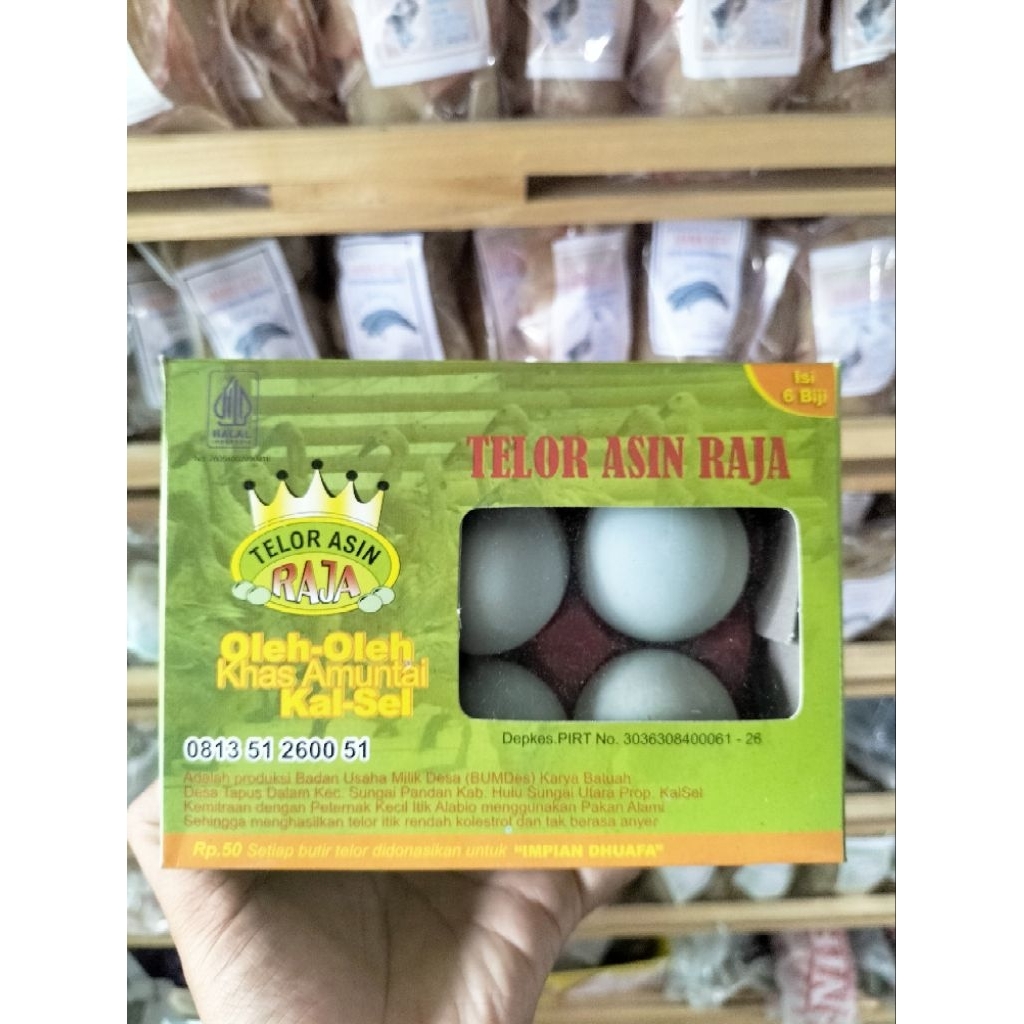 Isi
6 Biji
HALAL
INDONESIA
TELOR ASIN RAJA
TELOR ASIN
RAJA
Oleh-Oleh
Khas Amuntai
Kal-Sel
0813 51 2600 51
Depkes.PIRT No. 3036308400061 - 26
Adalah produksi Badan Usaha Milik Desa (BUMDes) Karya Batuah
Desa Tapus Dalam Kec. Sungai Pandan Kab. Hulu Sungai Utara Prop. KalSel
Kemitraan dengan Peternak Kecil Itik Alabio menggunakan Pakan Alami
Sehingga menghasilkan telor itik rendah kolestrol dan tak berasa anyer
Rp.50 Setiap butir telor didonasikan untuk "IMPIAN DHUAFA"